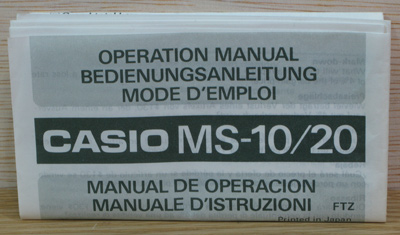 OPERATION MANUAL
BEDIENUNGSANLEITUNG
MODE D'EMPLOI
CASIO MS-10/20
MANUAL DE OPERACION
MANUALE D'ISTRUZIONI FTZ
Printed in Japan